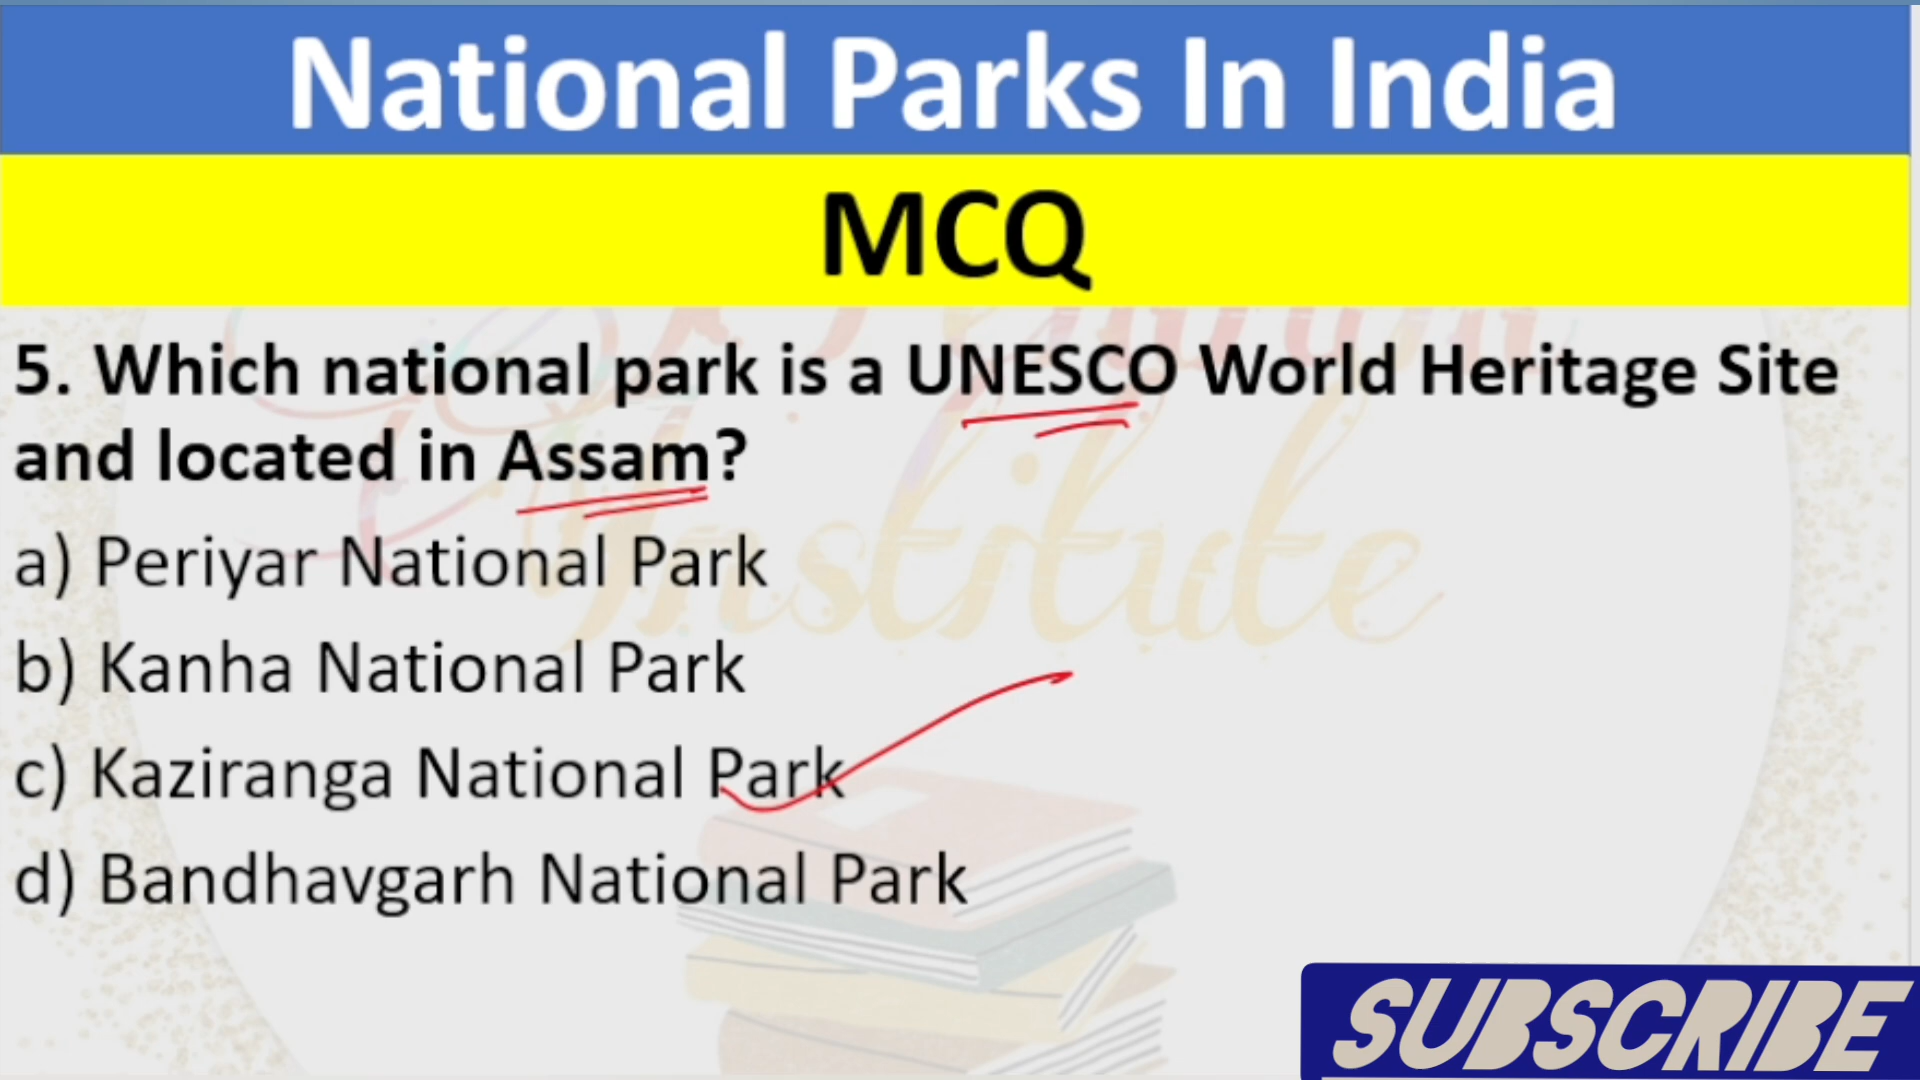 National Parks In India
MCQ
5. Which national park is a UNESCO World Heritage Site
and located in Assam?
a) Periyar National Park
b) Kanha National Park
c) Kaziranga National Park
d) Bandhavgarh National Park
Institute
SUBSCRIBE